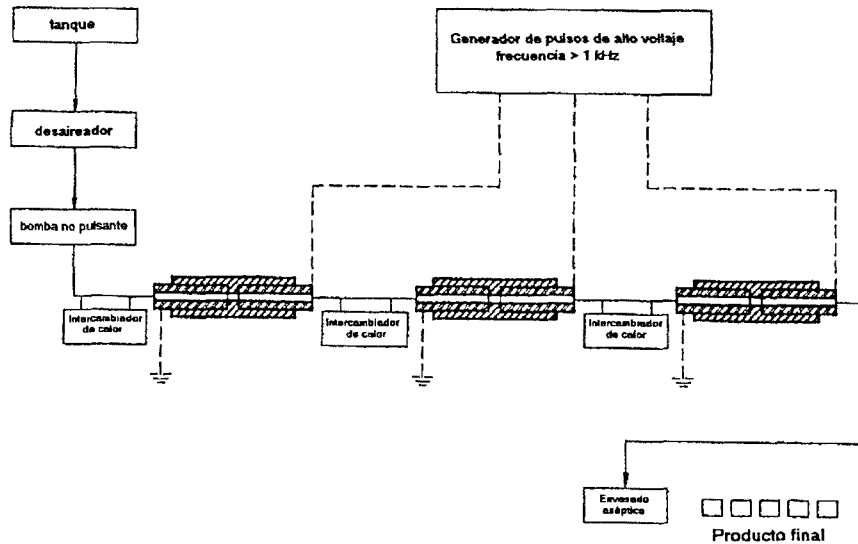 tanque
Generador de pulsos de alto voltaje
frecuencia > 1 kHz
desaireador
bomba no pulsante
Intercambiador
de calor
Intercambiador
de calor
Intercambiador
de calor
Envasado
aséptico
Producto final